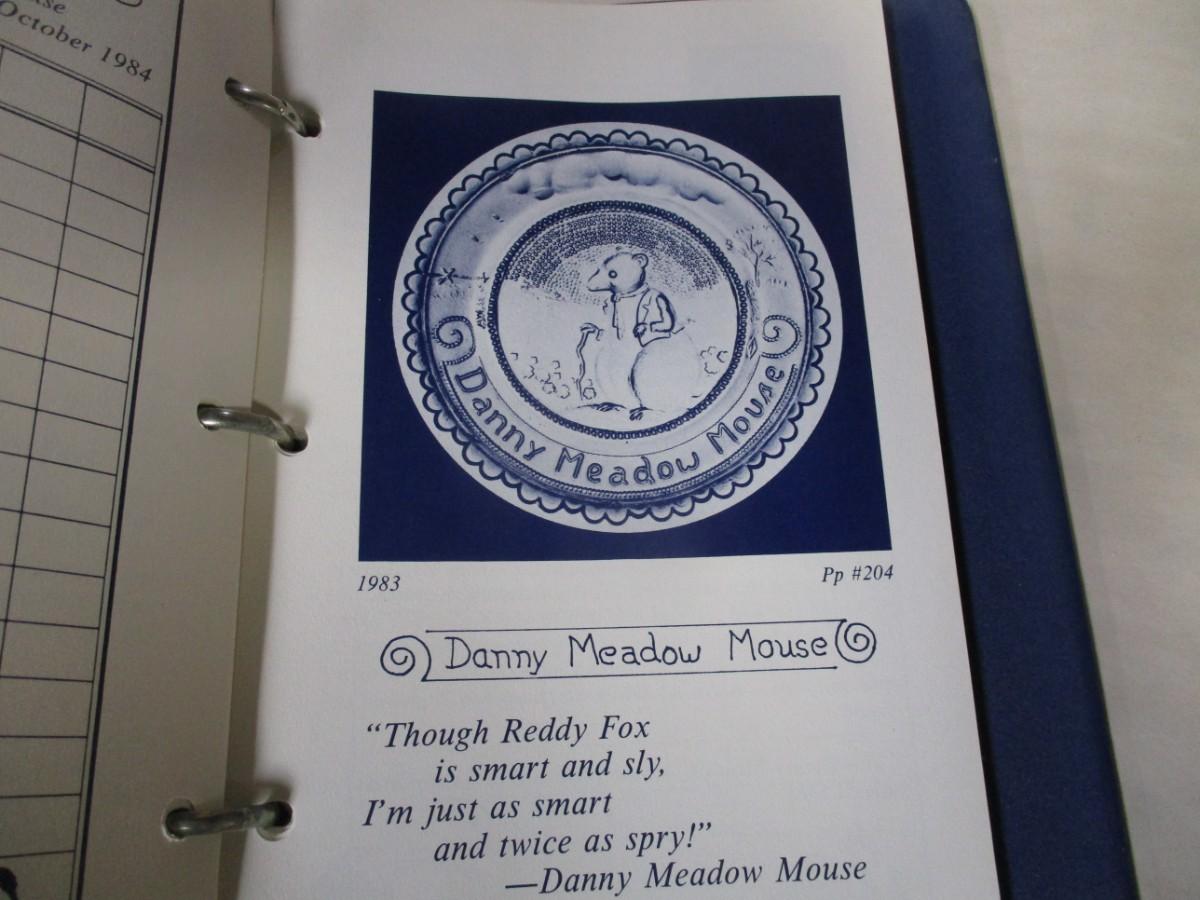 October 1984
Danny Meadow Mouse
1983
Pp #204
Danny Meadow Mouse
“Though Reddy Fox
is smart and sly,
I'm just as smart
and twice as spry!”
—Danny Meadow Mouse